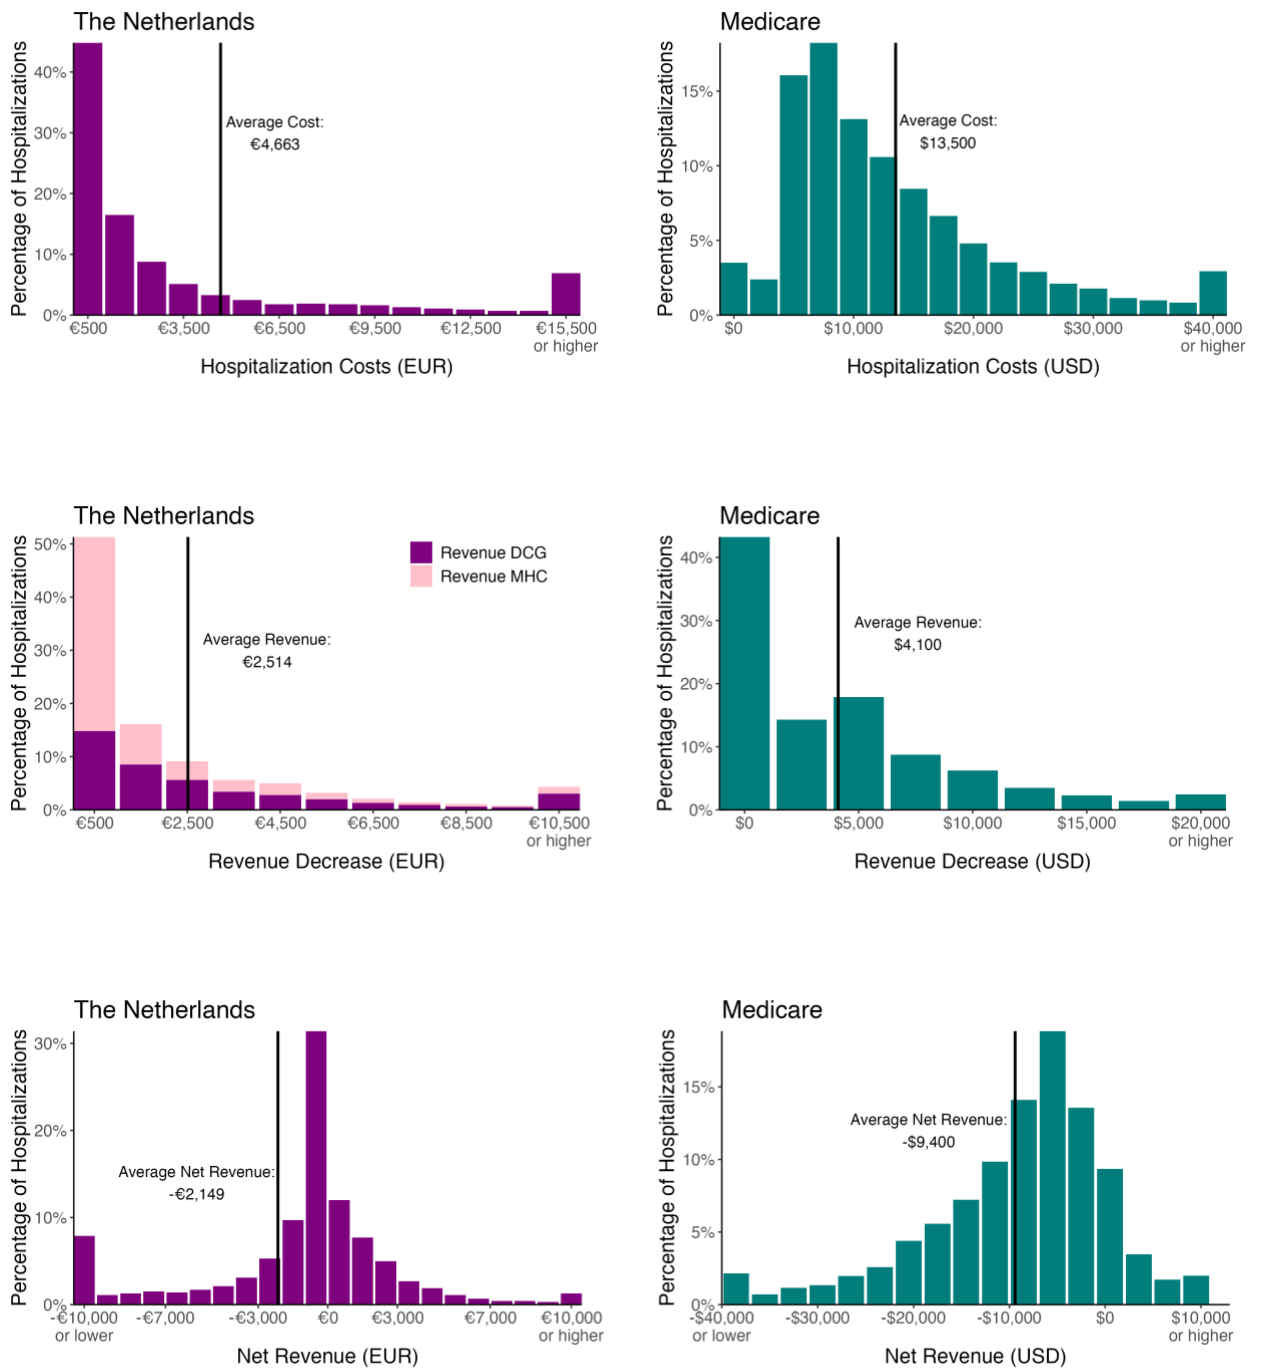 The Netherlands
Percentage of Hospitalizations
40%
30%
20%
10%
0%
Average Cost:
€4,663
€500
€3,500
€6,500
€9,500
€12,500
€15,500
or higher
Hospitalization Costs (EUR)
Medicare
Percentage of Hospitalizations
15%
10%
5%
0%
Average Cost:
$13,500
$0
$10,000
$20,000
$30,000
$40,000
or higher
Hospitalization Costs (USD)
The Netherlands
Percentage of Hospitalizations
50%
40%
30%
20%
10%
0%
Revenue DCG
Revenue MHC
Average Revenue:
€2,514
€500
€2,500
€4,500
€6,500
€8,500
€10,500
or higher
Revenue Decrease (EUR)
Medicare
Percentage of Hospitalizations
40%
30%
20%
10%
0%
Average Revenue:
$4,100
$0
$5,000
$10,000
$15,000
$20,000
or higher
Revenue Decrease (USD)
The Netherlands
Percentage of Hospitalizations
30%
20%
10%
0%
Average Net Revenue:
-€2,149
-€10,000
or lower
-€7,000
-€3,000
€0
€3,000
€7,000
€10,000
or higher
Net Revenue (EUR)
Medicare
Percentage of Hospitalizations
15%
10%
5%
0%
Average Net Revenue:
-$9,400
-$40,000
or lower
-$30,000
-$20,000
-$10,000
$0
$10,000
or higher
Net Revenue (USD)